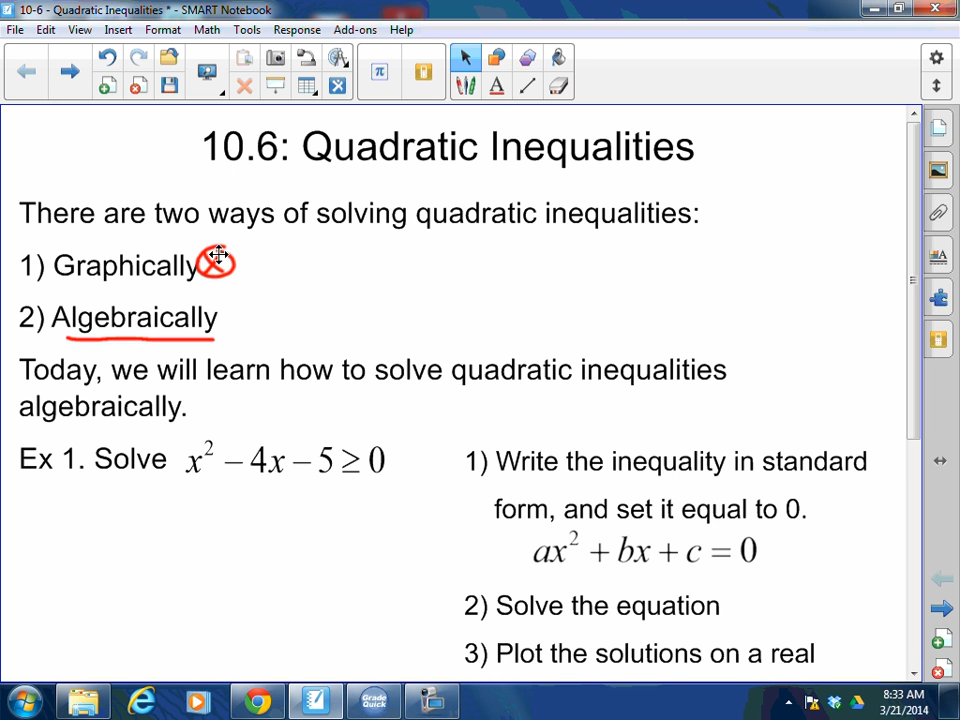 10-6 - Quadratic Inequalities * - SMART Notebook
File Edit View Insert Format Math Tools Response Add-ons Help
10.6: Quadratic Inequalities
There are two ways of solving quadratic inequalities:
1) Graphically
2) Algebraically
Today, we will learn how to solve quadratic inequalities
algebraically.
Ex 1. Solve x² − 4x − 5 ≥ 0
1) Write the inequality in standard
form, and set it equal to 0.
ax² + bx + c = 0
2) Solve the equation
3) Plot the solutions on a real
Grade
Quick
8:33 AM
3/21/2014